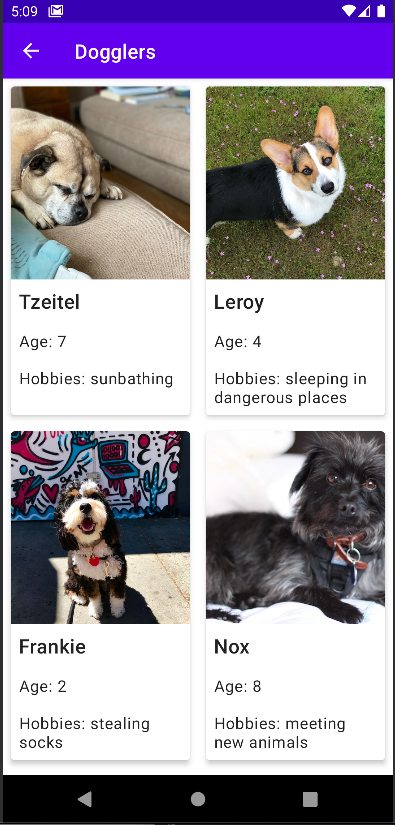 5:09
Dogglers
Tzeitel
Leroy
Age: 7
Age: 4
Hobbies: sunbathing
Hobbies: sleeping in
dangerous places
Frankie
Nox
Age: 2
Age: 8
Hobbies: stealing
socks
Hobbies: meeting
new animals